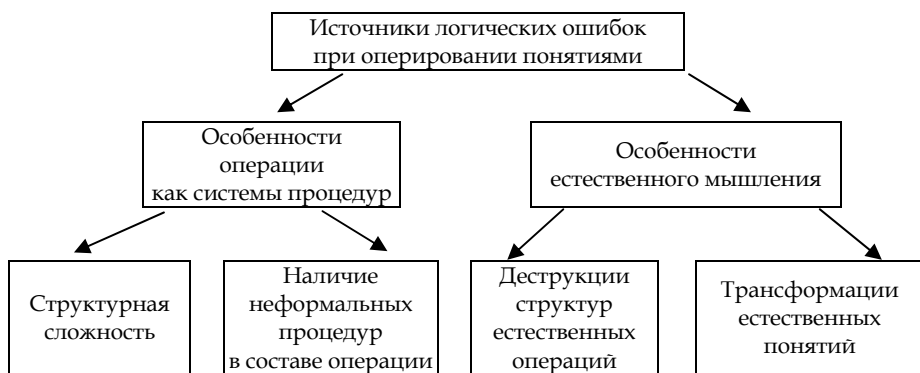 Источники логических ошибок
при оперировании понятиями
Особенности
операции
как системы процедур
Особенности
естественного мышления
Структурная
сложность
Наличие
неформальных
процедур
в составе операции
Деструкции
структур
естественных
операций
Трансформации
естественных
понятий